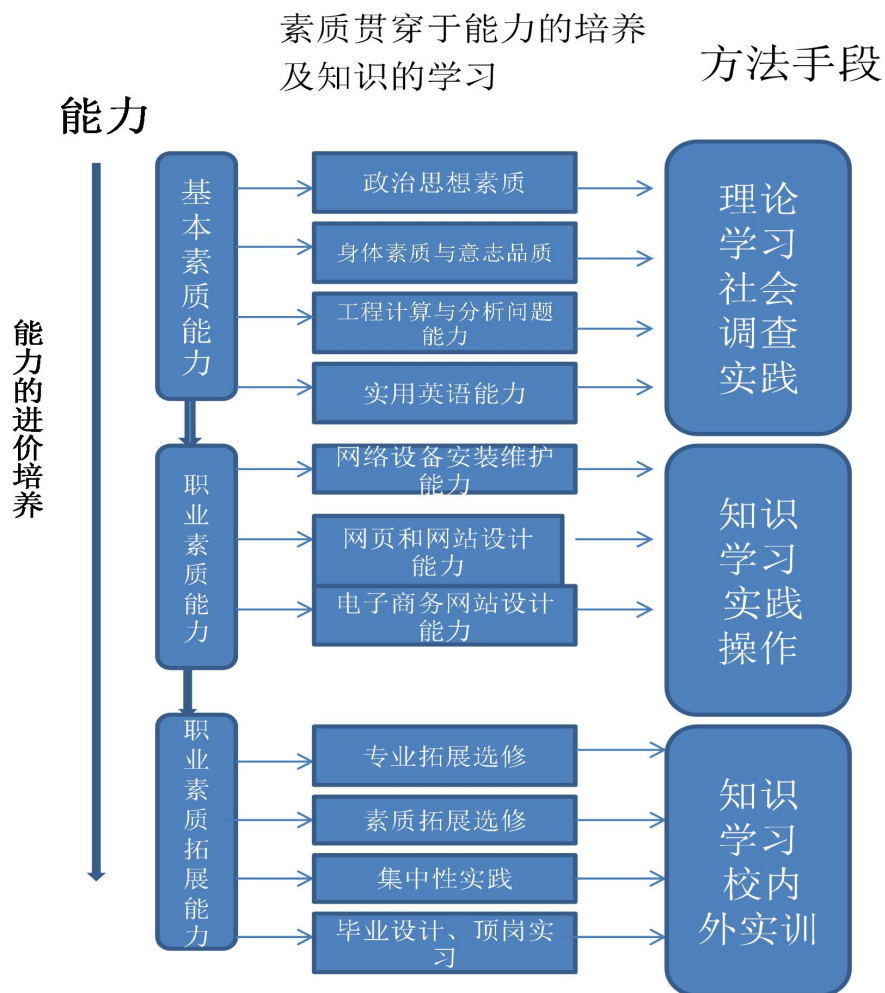 素质贯穿于能力的培养
及知识的学习
方法手段
能力
能力的进价培养
基本素质能力
政治思想素质
身体素质与意志品质
工程计算与分析问题
能力
实用英语能力
理论
学习
社会
调查
实践
职业素质能力
网络设备安装维护
能力
网页和网站设计
能力
电子商务网站设计
能力
知识
学习
实践
操作
职业素质拓展能力
专业拓展选修
素质拓展选修
集中性实践
毕业设计、顶岗实
习
知识
学习
校内
外实训